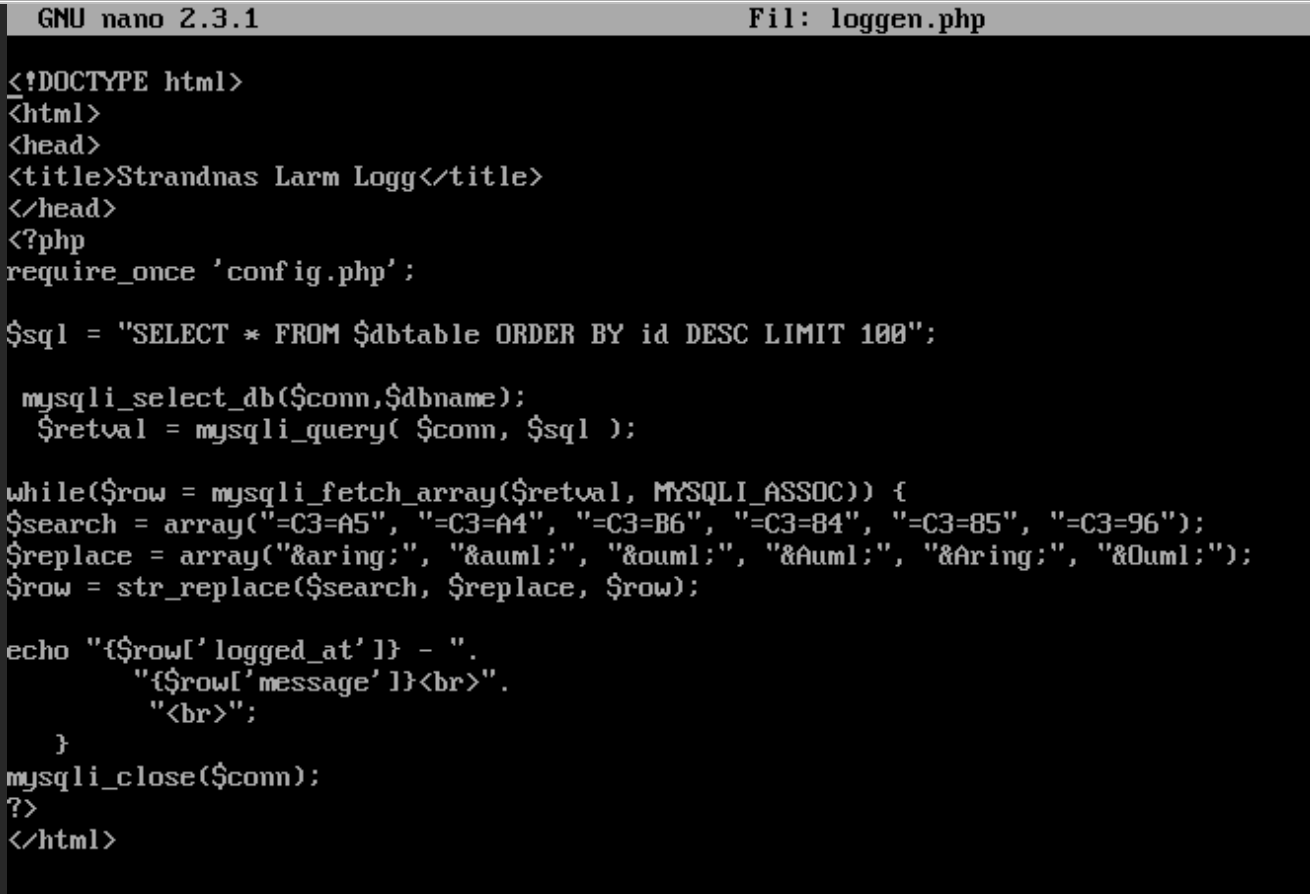 GNU nano 2.3.1 Fil: loggen.php
<!DOCTYPE html>
<html>
<head>
<title>Strandnas Larm Logg</title>
</head>
<?php
require_once 'config.php';
$sql = "SELECT * FROM $dbtable ORDER BY id DESC LIMIT 100";
mysqli_select_db($conn,$dbname);
$retval = mysqli_query( $conn, $sql );
while($row = mysqli_fetch_array($retval, MYSQLI_ASSOC)) {
$search = array("=C3=A5", "=C3=A4", "=C3=B6", "=C3=84", "=C3=85", "=C3=96");
$replace = array("&aring;", "&auml;", "&ouml;", "&Auml;", "&Aring;", "&Ouml;");
$row = str_replace($search, $replace, $row);
echo "{$row['logged_at']} - ".
"{$row['message']}<br>".
"<br>";
}
mysqli_close($conn);
?>
</html>